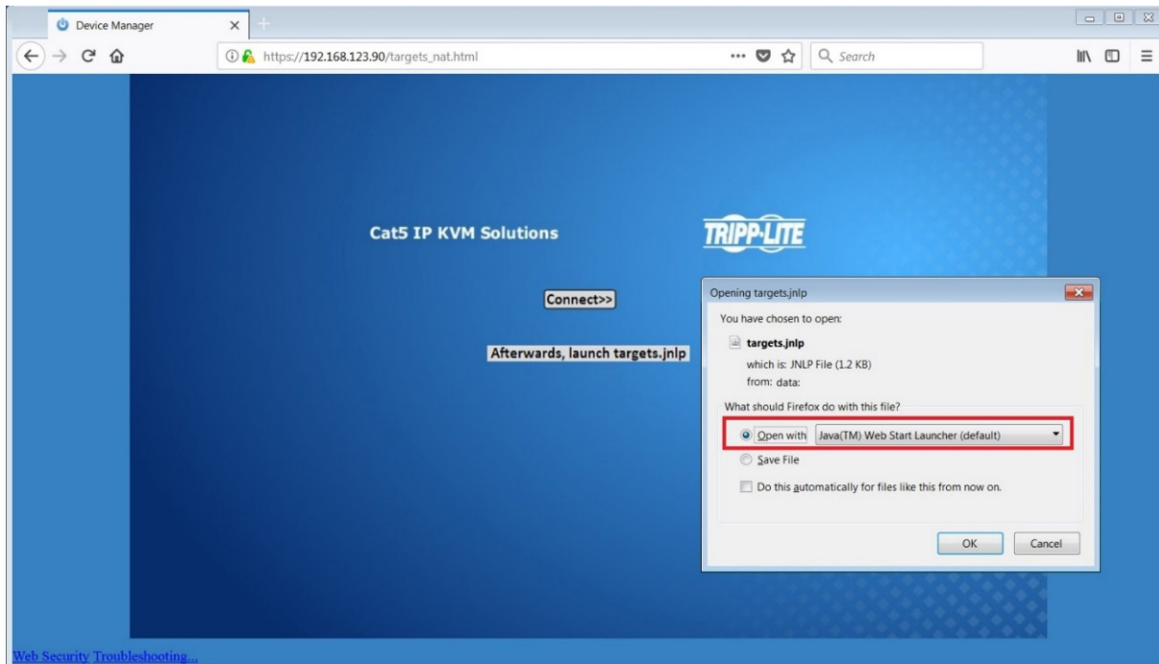 Device Manager
https://192.168.123.90/targets_nat.html
Search
Cat5 IP KVM Solutions
TRIPP·LITE
Connect>>
Afterwards, launch targets.jnlp
Opening targets.jnlp
You have chosen to open:
targets.jnlp
which is: JNLP File (1.2 KB)
from: data:
What should Firefox do with this file?
Open with Java(TM) Web Start Launcher (default)
Save File
Do this automatically for files like this from now on.
OK Cancel
Web Security Troubleshooting...